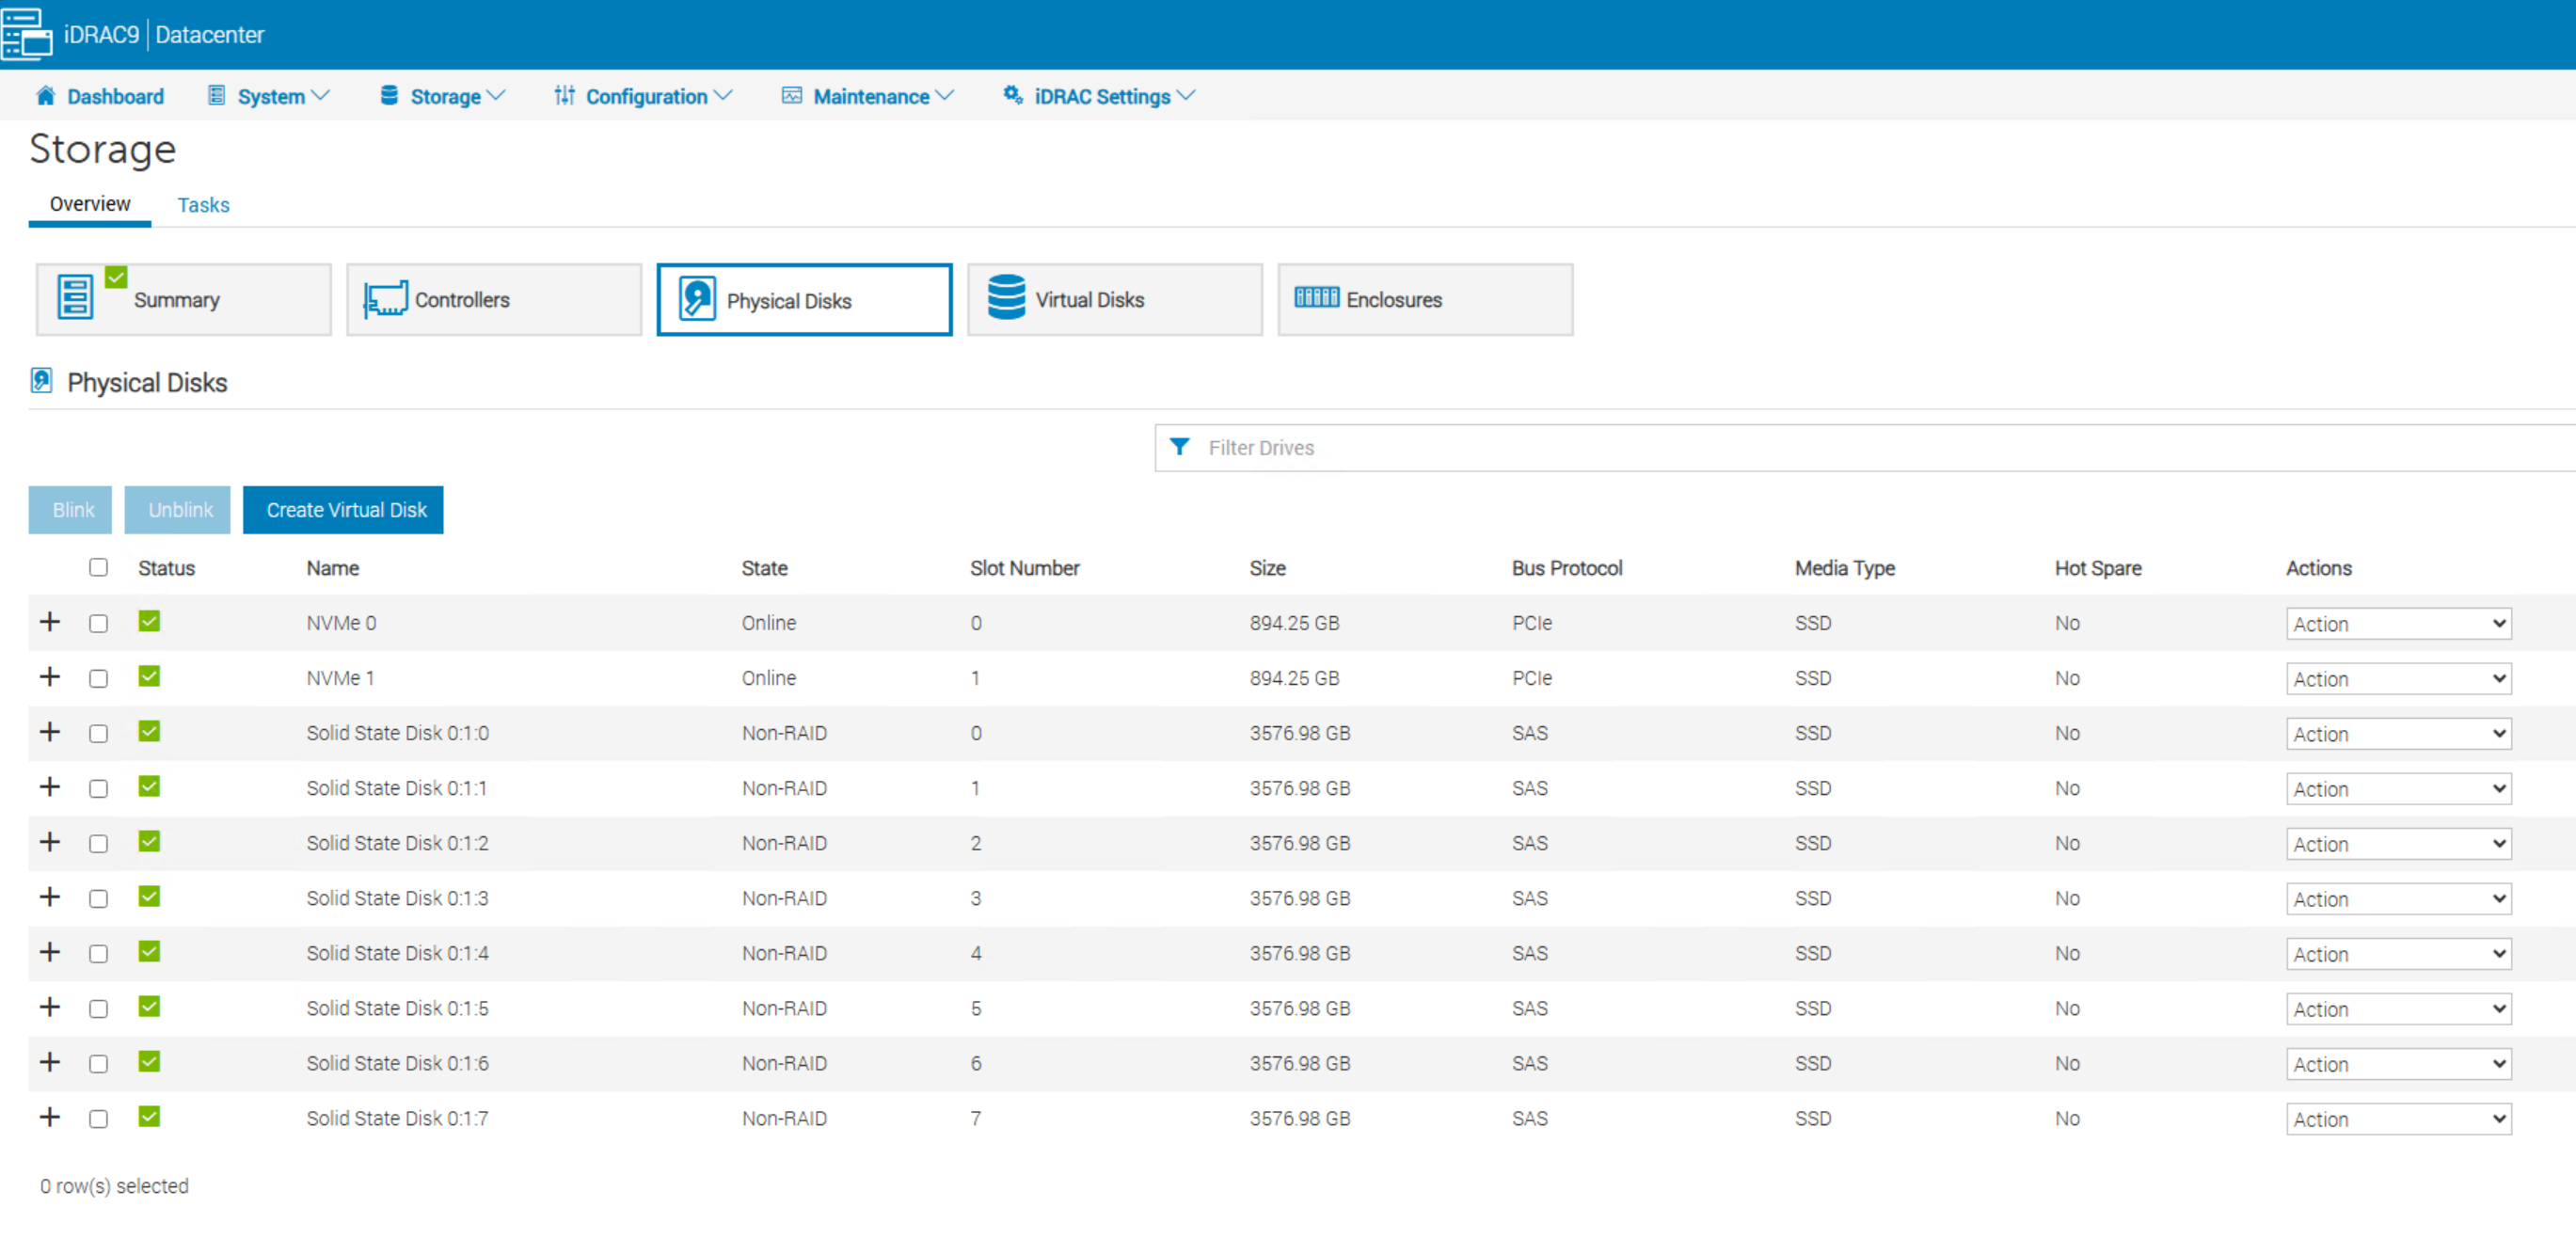 iDRAC9 | Datacenter
Dashboard System Storage Configuration Maintenance iDRAC Settings
Storage
Overview Tasks
Summary Controllers Physical Disks Virtual Disks Enclosures
Physical Disks
Filter Drives
Blink Unblink Create Virtual Disk
Status Name State Slot Number Size Bus Protocol Media Type Hot Spare Actions
NVMe 0 Online 0 894.25 GB PCIe SSD No Action
NVMe 1 Online 1 894.25 GB PCIe SSD No Action
Solid State Disk 0:1:0 Non-RAID 0 3576.98 GB SAS SSD No Action
Solid State Disk 0:1:1 Non-RAID 1 3576.98 GB SAS SSD No Action
Solid State Disk 0:1:2 Non-RAID 2 3576.98 GB SAS SSD No Action
Solid State Disk 0:1:3 Non-RAID 3 3576.98 GB SAS SSD No Action
Solid State Disk 0:1:4 Non-RAID 4 3576.98 GB SAS SSD No Action
Solid State Disk 0:1:5 Non-RAID 5 3576.98 GB SAS SSD No Action
Solid State Disk 0:1:6 Non-RAID 6 3576.98 GB SAS SSD No Action
Solid State Disk 0:1:7 Non-RAID 7 3576.98 GB SAS SSD No Action
0 row(s) selected